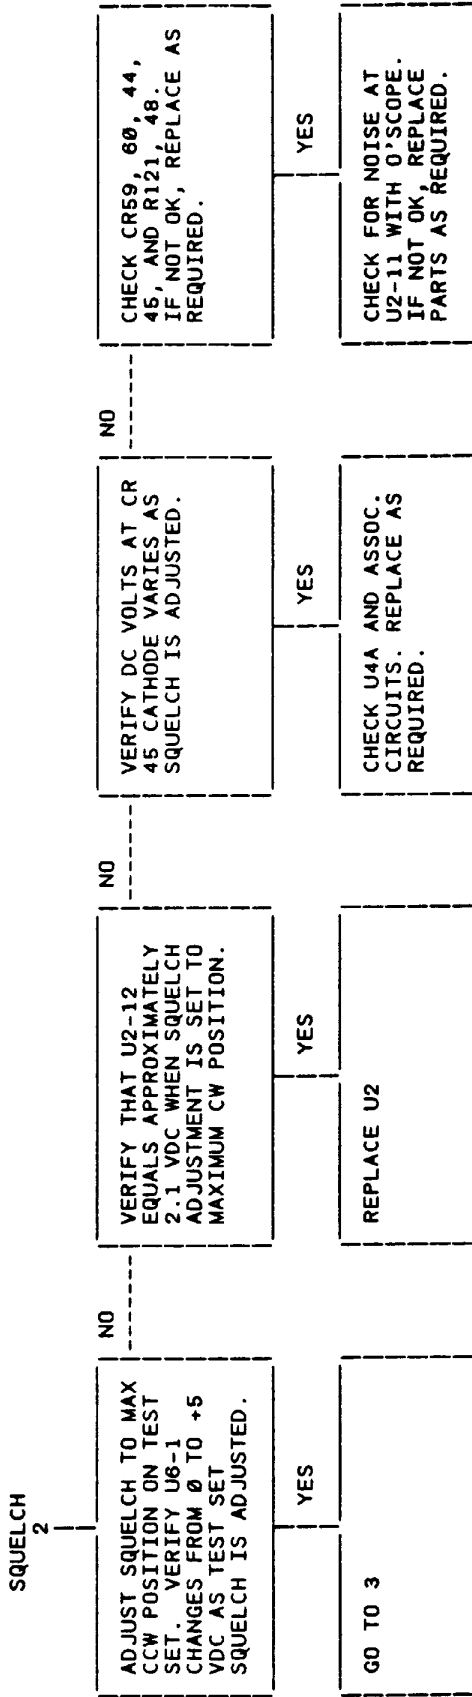 SQUELCH
2
ADJUST SQUELCH TO MAX
CCW POSITION ON TEST
SET. VERIFY U6-1
CHANGES FROM 0 TO +5
VDC AS TEST SET
SQUELCH IS ADJUSTED.
NO
YES
GO TO 3
VERIFY THAT U2-12
EQUALS APPROXIMATELY
2.1 VDC WHEN SQUELCH
ADJUSTMENT IS SET TO
MAXIMUM CW POSITION.
NO
YES
REPLACE U2
VERIFY DC VOLTS AT CR
45 CATHODE VARIES AS
SQUELCH IS ADJUSTED.
NO
YES
CHECK U4A AND ASSOC.
CIRCUITS. REPLACE AS
REQUIRED.
CHECK CR59, 60, 44,
45, AND R121, 48.
IF NOT OK, REPLACE AS
REQUIRED.
YES
CHECK FOR NOISE AT
U2-11 WITH O'SCOPE.
IF NOT OK, REPLACE
PARTS AS REQUIRED.